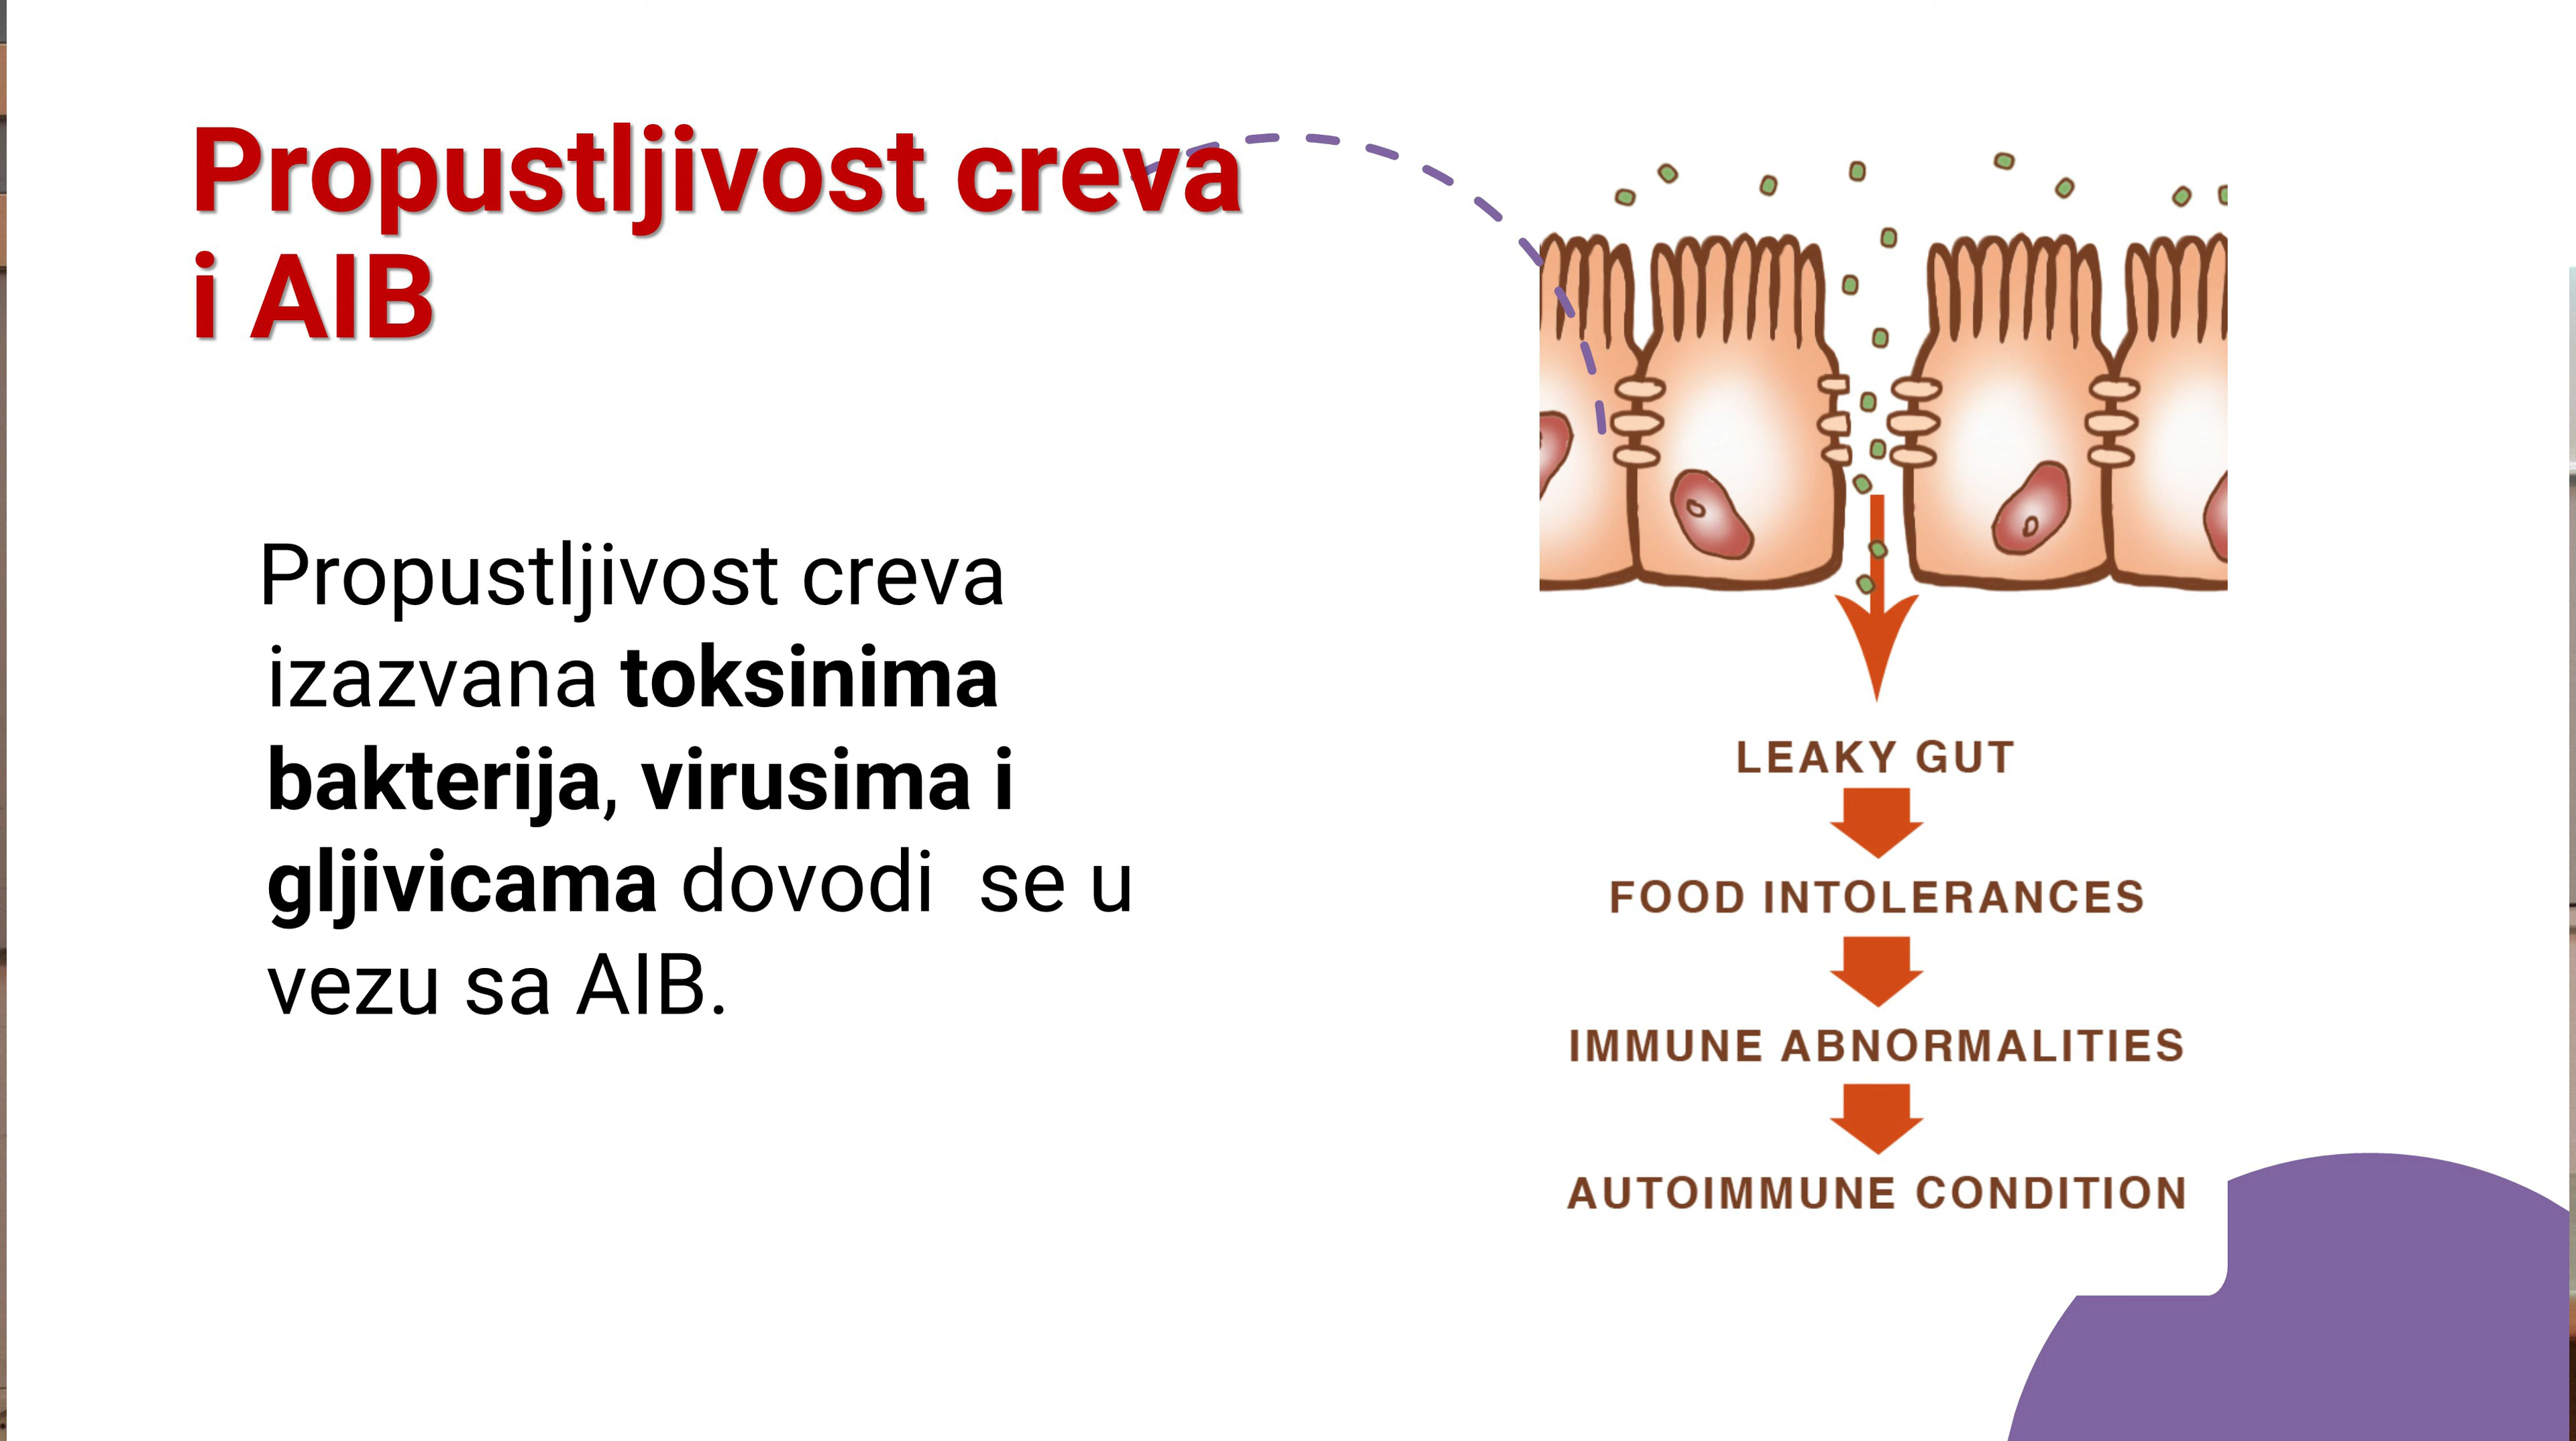 Propustljivost creva
i AIB
Propustljivost creva
izazvana toksinima
bakterija, virusima i
gljivicama dovodi  se u
vezu sa AIB.
LEAKY GUT
FOOD INTOLERANCES
IMMUNE ABNORMALITIES
AUTOIMMUNE CONDITION